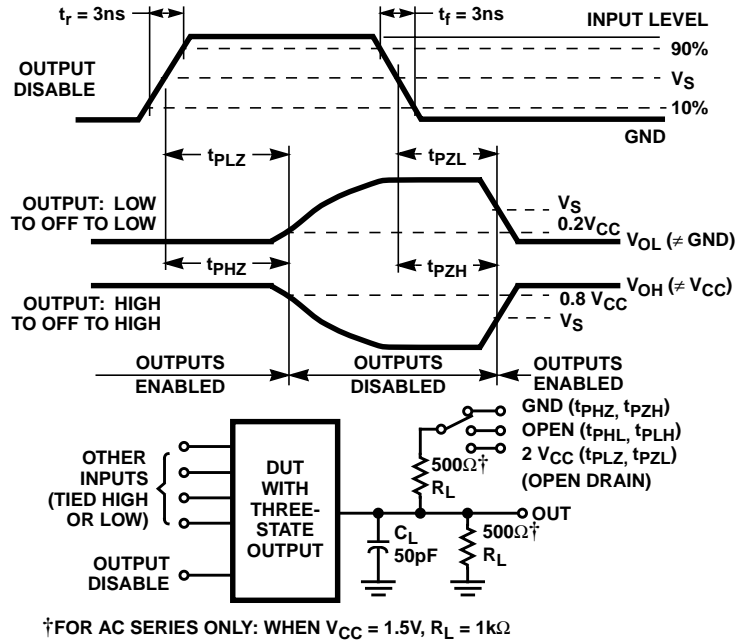 tr = 3ns
tf = 3ns
INPUT LEVEL
90%
OUTPUT
DISABLE
VS
10%
GND
tPLZ
tPZL
OUTPUT: LOW
TO OFF TO LOW
VS
0.2VCC
VOL (≠ GND)
tPHZ
tPZH
OUTPUT: HIGH
TO OFF TO HIGH
VOH (≠ VCC)
0.8 VCC
VS
OUTPUTS
ENABLED
OUTPUTS
DISABLED
OUTPUTS
ENABLED
OTHER
INPUTS
(TIED HIGH
OR LOW)
OUTPUT
DISABLE
DUT
WITH
THREE-
STATE
OUTPUT
GND (tPHZ, tPZH)
OPEN (tPHL, tPLH)
2 VCC (tPLZ, tPZL)
(OPEN DRAIN)
500Ω†
RL
OUT
CL
50pF
500Ω†
RL
†FOR AC SERIES ONLY: WHEN VCC = 1.5V, RL = 1kΩ